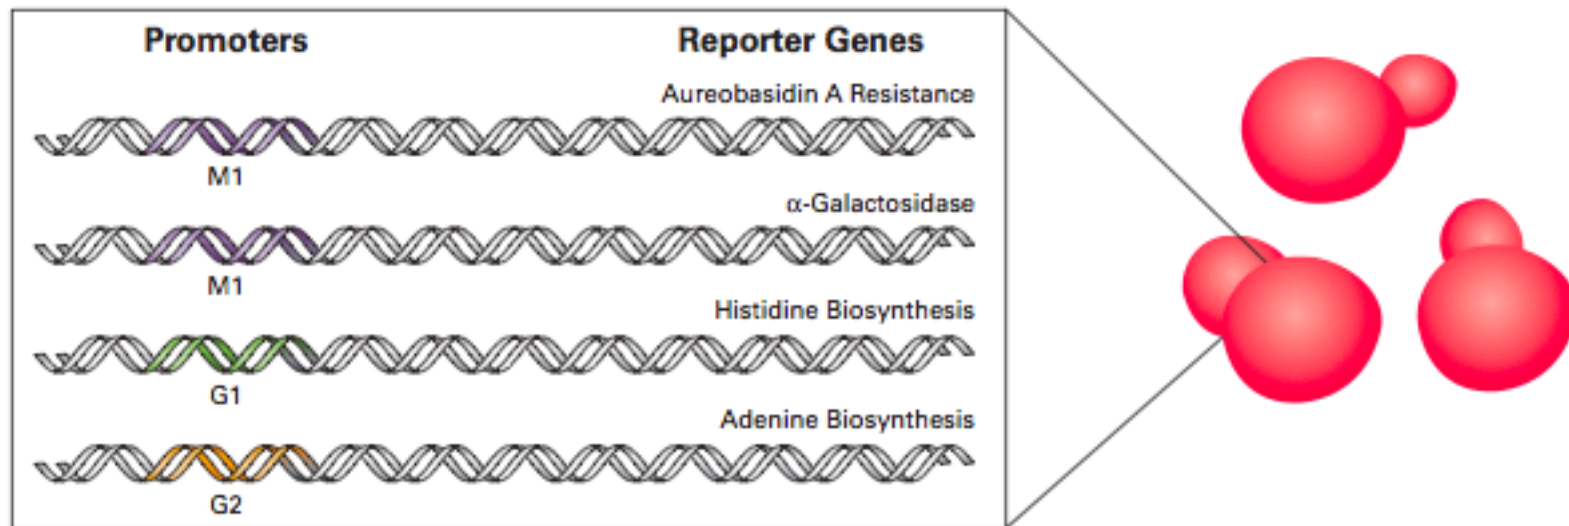 Promoters
Reporter Genes
Aureobasidin A Resistance
M1
α-Galactosidase
M1
Histidine Biosynthesis
G1
Adenine Biosynthesis
G2